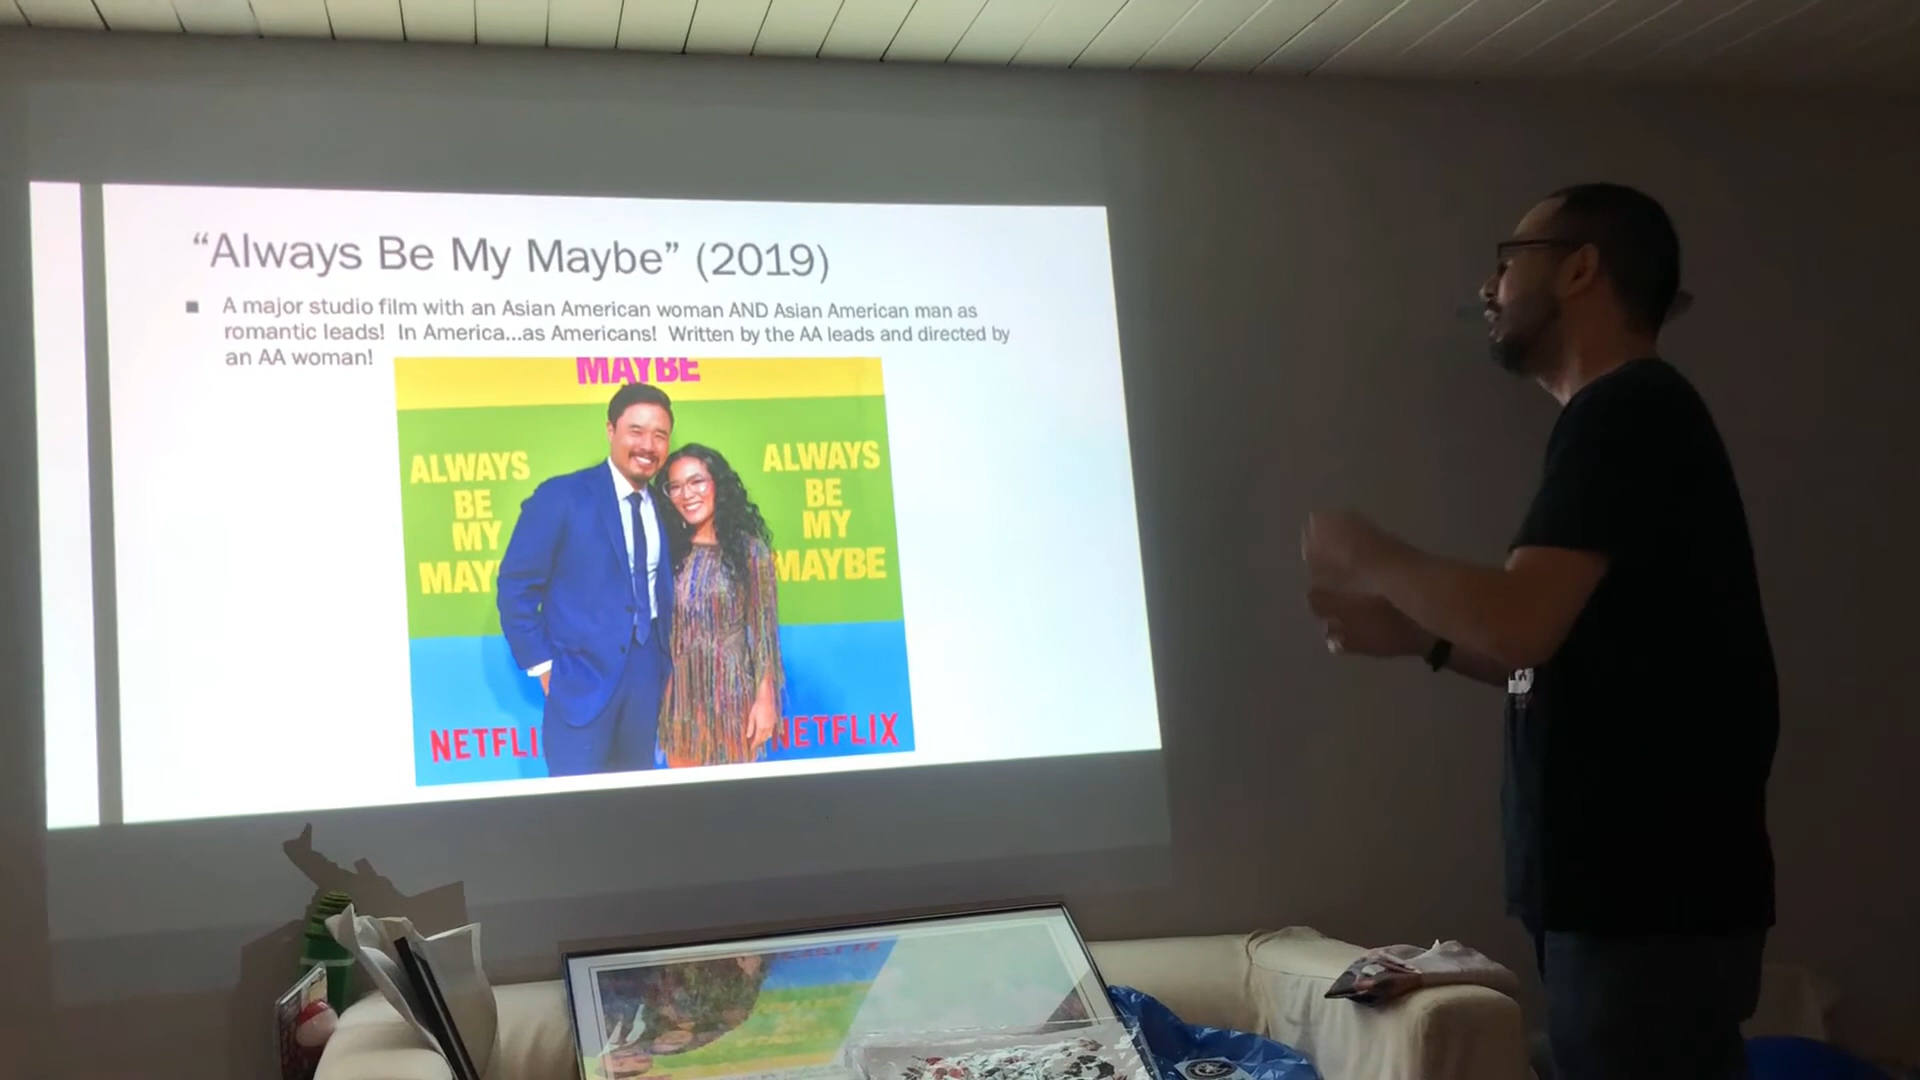 “Always Be My Maybe” (2019)
■ A major studio film with an Asian American woman AND Asian American man as
romantic leads! In America...as Americans! Written by the AA leads and directed by
an AA woman!
MAYBE
ALWAYS
BE
MY
MAY
ALWAYS
BE
MY
MAYBE
NETFLI
NETFLIX